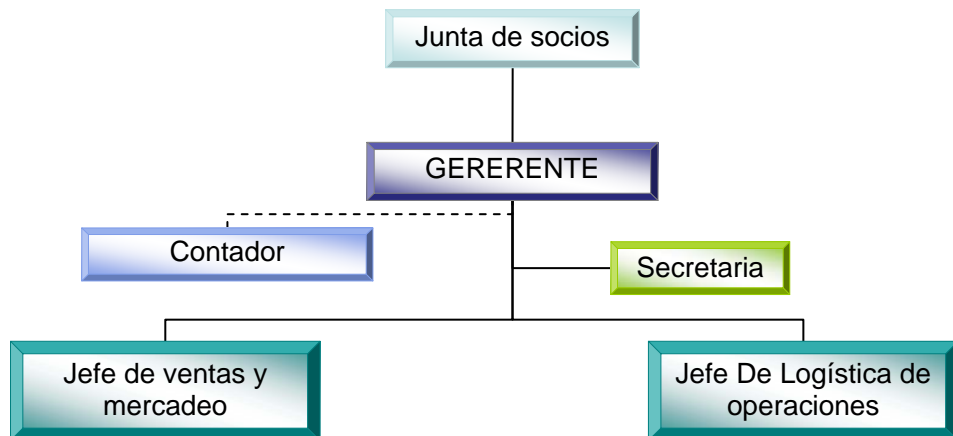 Junta de socios
GERERENTE
Contador
Secretaria
Jefe de ventas y
mercadeo
Jefe De Logística de
operaciones